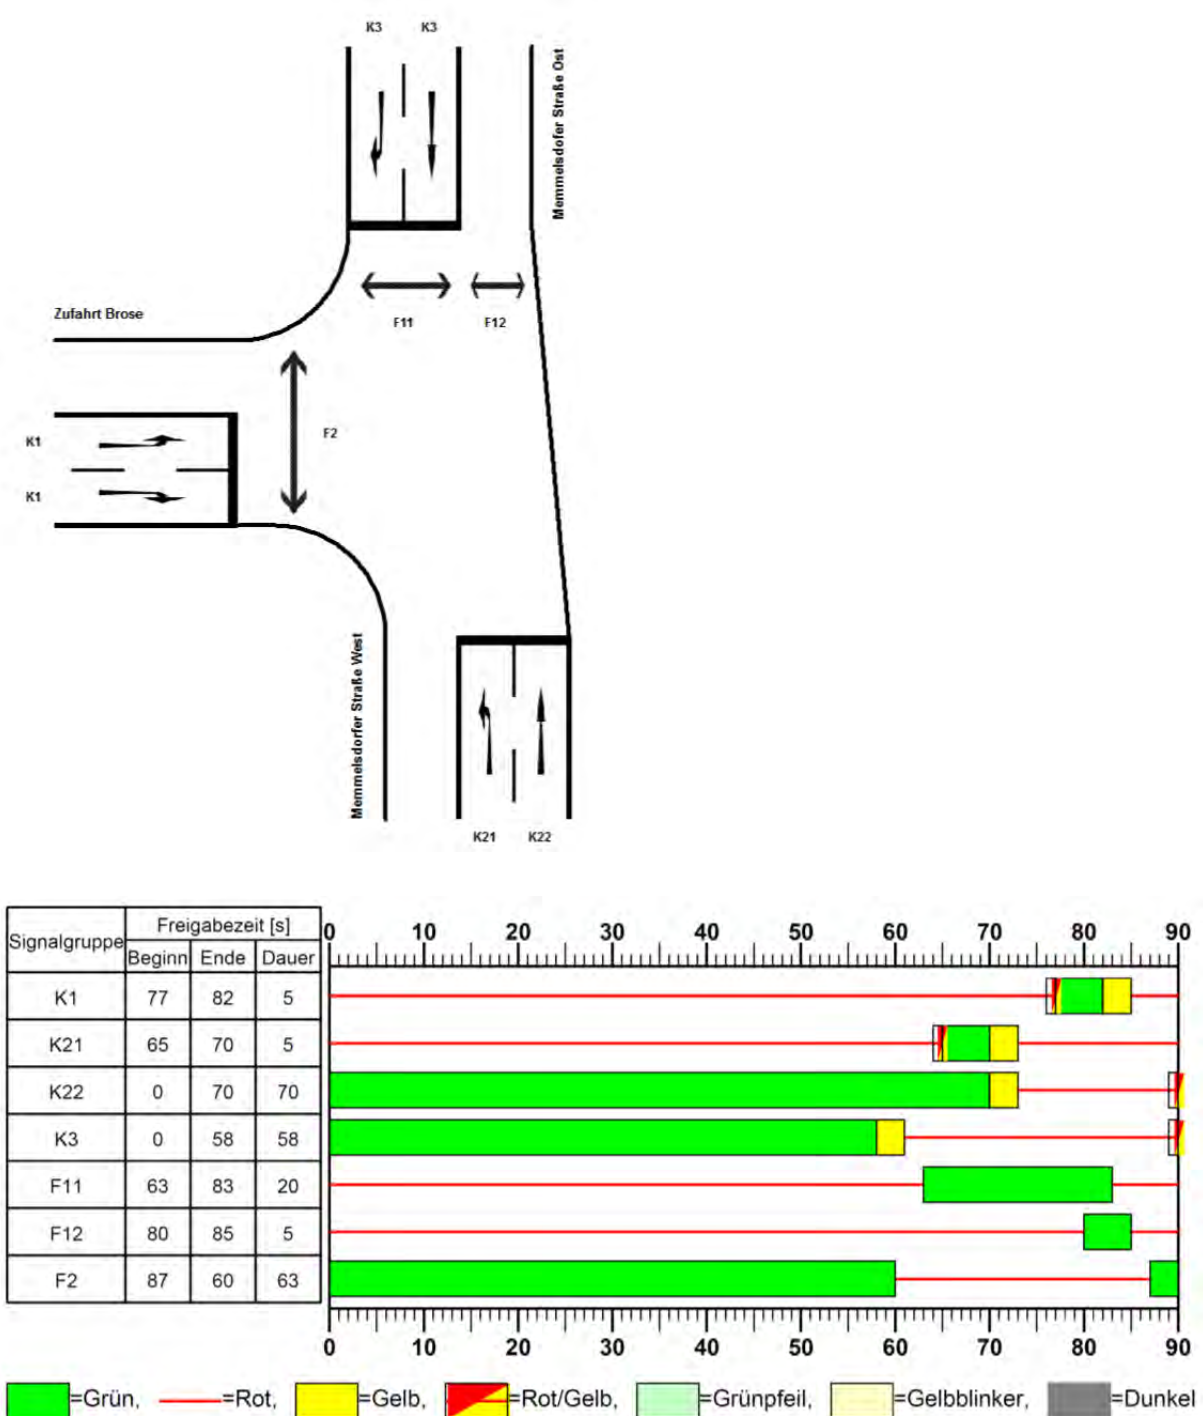 K3 K3
Memmelsdofer Straße Ost
Zufahrt Brose
F11 F12
K1
F2
K1
Memmelsdorfer Straße West
K21 K22
Signalgruppe Freigabezeit [s]
Beginn Ende Dauer
0 10 20 30 40 50 60 70 80 90
K1 77 82 5
K21 65 70 5
K22 0 70 70
K3 0 58 58
F11 63 83 20
F12 80 85 5
F2 87 60 63
0 10 20 30 40 50 60 70 80 90
=Grün, =Rot, =Gelb, =Rot/Gelb, =Grünpfeil, =Gelbblinker, =Dunkel